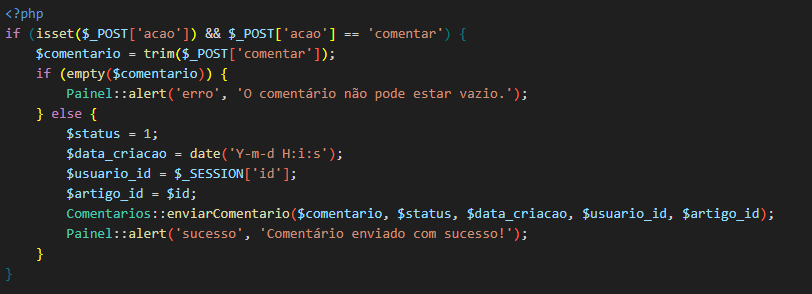 <?php
if (isset($_POST['acao']) && $_POST['acao'] == 'comentar') {
    $comentario = trim($_POST['comentar']);
    if (empty($comentario)) {
        Painel::alert('erro', 'O comentário não pode estar vazio.');
    } else {
        $status = 1;
        $data_criacao = date('Y-m-d H:i:s');
        $usuario_id = $_SESSION['id'];
        $artigo_id = $id;
        Comentarios::enviarComentario($comentario, $status, $data_criacao, $usuario_id, $artigo_id);
        Painel::alert('sucesso', 'Comentário enviado com sucesso!');
    }
}